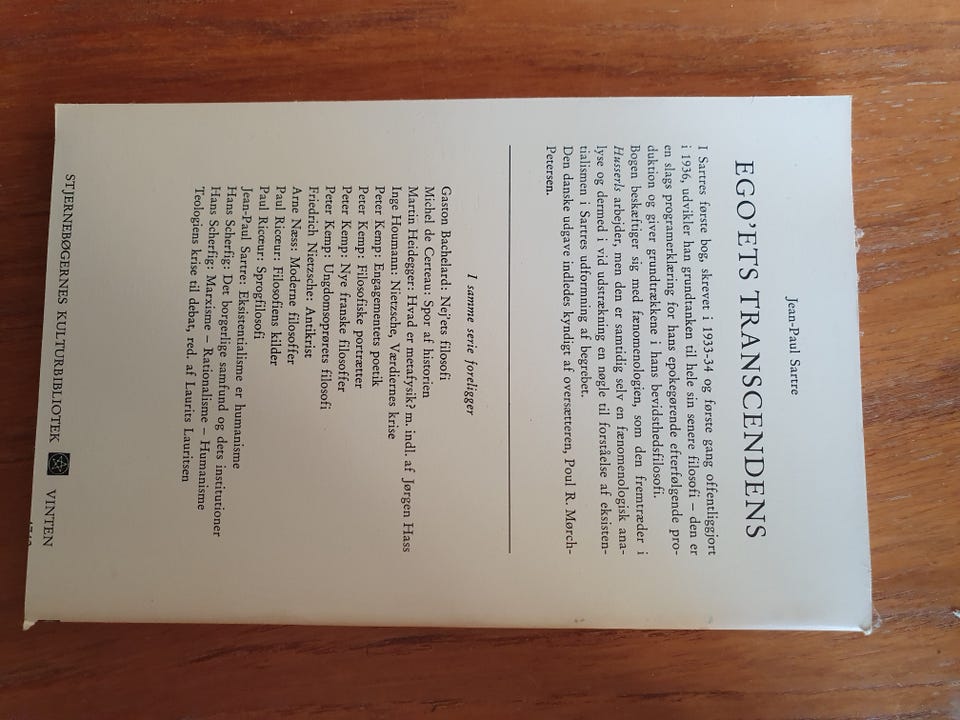 Jean-Paul Sartre
EGO'ETS TRANSCENDENS
I Sartres første bog, skrevet i 1933-34 og første gang offentliggjort
i 1936, udvikler han grundtanken til hele sin senere filosofi – den er
en slags programerklæring for hans epokegørende efterfølgende pro-
duktion og giver grundtrækkene i hans bevidsthedsfilosofi.
Bogen beskæftiger sig med fænomenologien, som den fremtræder i
Husserls arbejder, men den er samtidig selv en fænomenologisk ana-
lyse og dermed i vid udstrækning en nøgle til forståelse af eksisten-
tialismen i Sartres udformning af begrebet.
Den danske udgave indledes kyndigt af oversætteren, Poul R. Mørch-
Petersen.
I samme serie foreligger
Gaston Bachelard: Nej'ets filosofi
Michel de Certeau: Spor af historien
Martin Heidegger: Hvad er metafysik? m. indl. af Jørgen Hass
Inge Houmann: Nietzsche, Værdiernes krise
Peter Kemp: Engagementets poetik
Peter Kemp: Filosofiske portrætter
Peter Kemp: Nye franske filosoffer
Peter Kemp: Ungdomsoprørets filosofi
Friedrich Nietzsche: Antikrist
Arne Næss: Moderne filosoffer
Paul Ricœur: Filosofiens kilder
Paul Ricœur: Sprogfilosofi
Jean-Paul Sartre: Eksistentialisme er humanisme
Hans Scherfig: Det borgerlige samfund og dets institutioner
Hans Scherfig: Marxisme – Rationalisme – Humanisme
Teologiens krise til debat, red. af Laurits Lauritsen
STJERNEBØGERNES KULTURBIBLIOTEK VINTEN